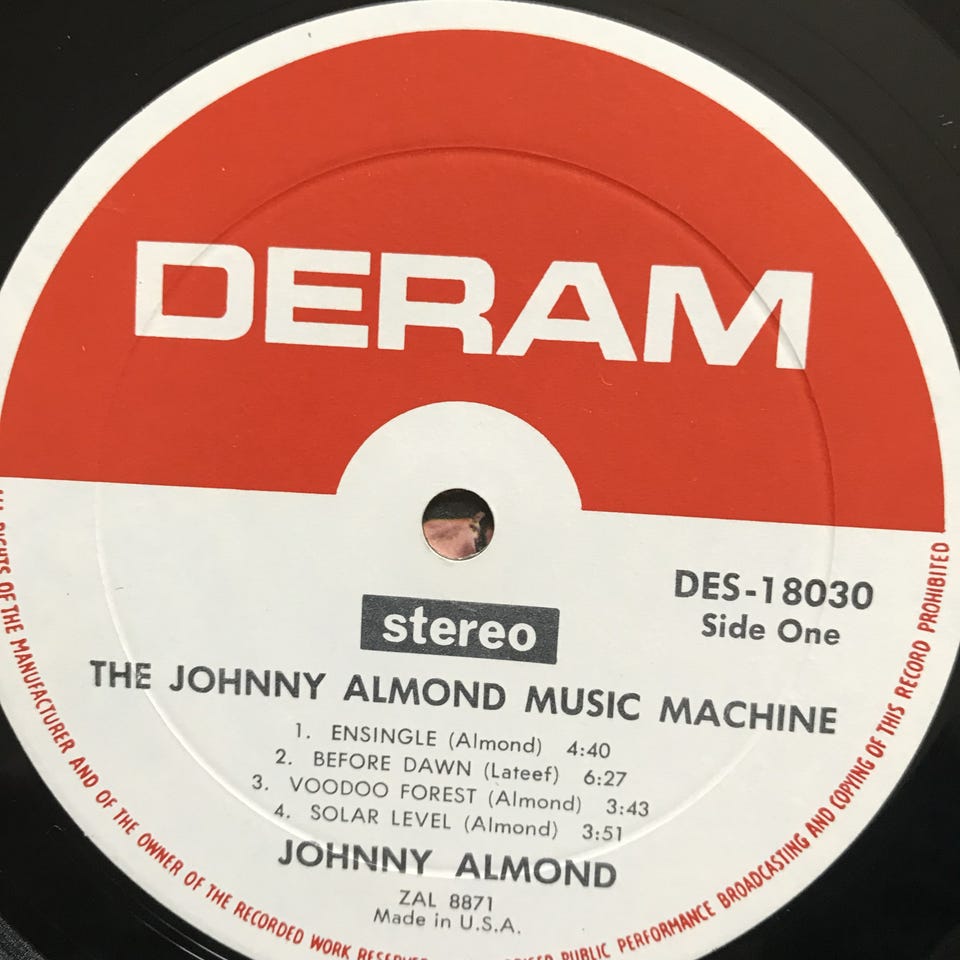 DERAM
stereo
DES-18030
Side One
THE JOHNNY ALMOND MUSIC MACHINE
1. ENSINGLE (Almond) 4:40
2. BEFORE DAWN (Lateef) 6:27
3. VOODOO FOREST (Almond) 3:43
4. SOLAR LEVEL (Almond) 3:51
JOHNNY ALMOND
ZAL 8871
Made in U.S.A.
RIGHTS OF THE MANUFACTURER AND OF THE OWNER OF THE RECORDED WORK PUBLIC PERFORMANCE BROADCASTING AND COPYING OF THIS RECORD PROHIBITED